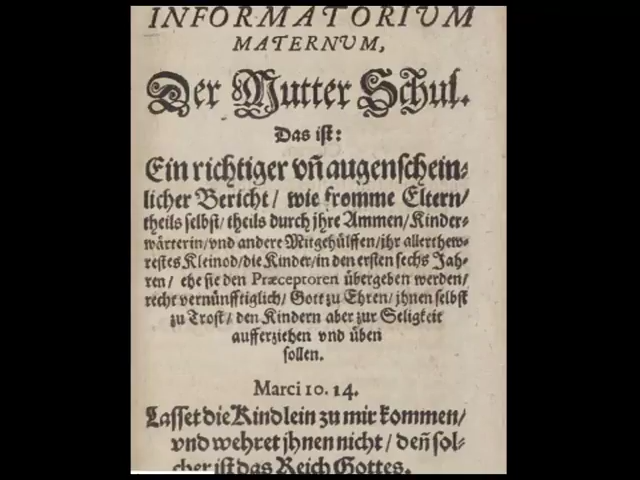 INFORMATORIVM
MATERNVM,
Der Mutter Schul.
Das ist:
Ein richtiger vñ augenschein⸗
licher Bericht / wie fromme Eltern/
theils selbst/ theils durch jhre Ammen/ Kinder⸗
wärterin/vnd andere Mitgehülffen/jhr allerthew⸗
restes Kleinod/die Kinder/in den ersten sechs Jah⸗
ren/ ehe sie den Præceptoren übergeben werden/
recht vernünfftiglich/ Gott zu Ehren/ jhnen selbst
zu Trost/ den Kindern aber zur Seligkeit
aufferziehen vnd üben
sollen.
Marci 10. 14.
Lasset die Kindlein zu mir kommen/
vnd wehret jhnen nicht / deñ sol⸗
cher ist das Reich Gottes.